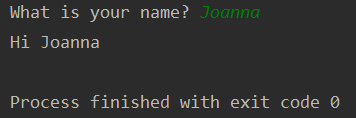 What is your name? Joanna
Hi Joanna
Process finished with exit code 0